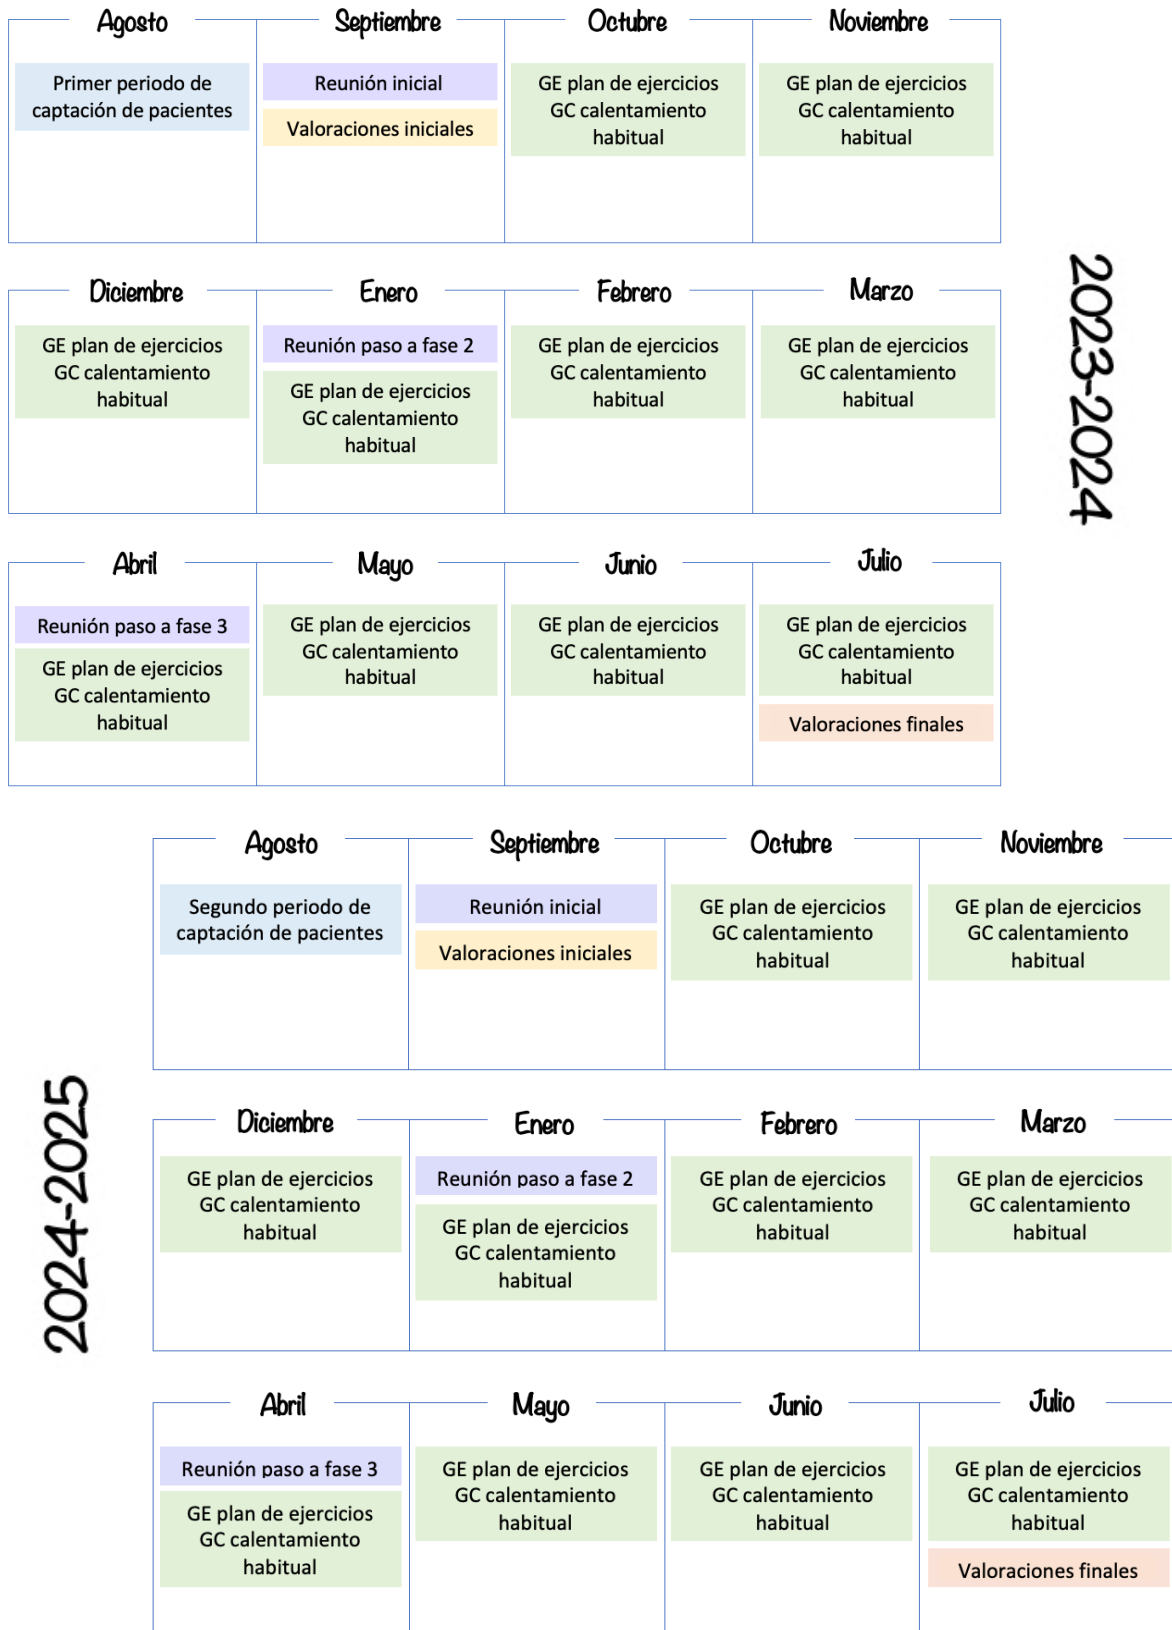 Agosto
Septiembre
Octubre
Noviembre
Primer periodo de
captación de pacientes
Reunión inicial
Valoraciones iniciales
GE plan de ejercicios
GC calentamiento
habitual
GE plan de ejercicios
GC calentamiento
habitual
2023-2024
Diciembre
Enero
Febrero
Marzo
GE plan de ejercicios
GC calentamiento
habitual
Reunión paso a fase 2
GE plan de ejercicios
GC calentamiento
habitual
GE plan de ejercicios
GC calentamiento
habitual
GE plan de ejercicios
GC calentamiento
habitual
Abril
Mayo
Junio
Julio
Reunión paso a fase 3
GE plan de ejercicios
GC calentamiento
habitual
GE plan de ejercicios
GC calentamiento
habitual
GE plan de ejercicios
GC calentamiento
habitual
GE plan de ejercicios
GC calentamiento
habitual
Valoraciones finales
Agosto
Septiembre
Octubre
Noviembre
Segundo periodo de
captación de pacientes
Reunión inicial
Valoraciones iniciales
GE plan de ejercicios
GC calentamiento
habitual
GE plan de ejercicios
GC calentamiento
habitual
2024-2025
Diciembre
Enero
Febrero
Marzo
GE plan de ejercicios
GC calentamiento
habitual
Reunión paso a fase 2
GE plan de ejercicios
GC calentamiento
habitual
GE plan de ejercicios
GC calentamiento
habitual
GE plan de ejercicios
GC calentamiento
habitual
Abril
Mayo
Junio
Julio
Reunión paso a fase 3
GE plan de ejercicios
GC calentamiento
habitual
GE plan de ejercicios
GC calentamiento
habitual
GE plan de ejercicios
GC calentamiento
habitual
GE plan de ejercicios
GC calentamiento
habitual
Valoraciones finales